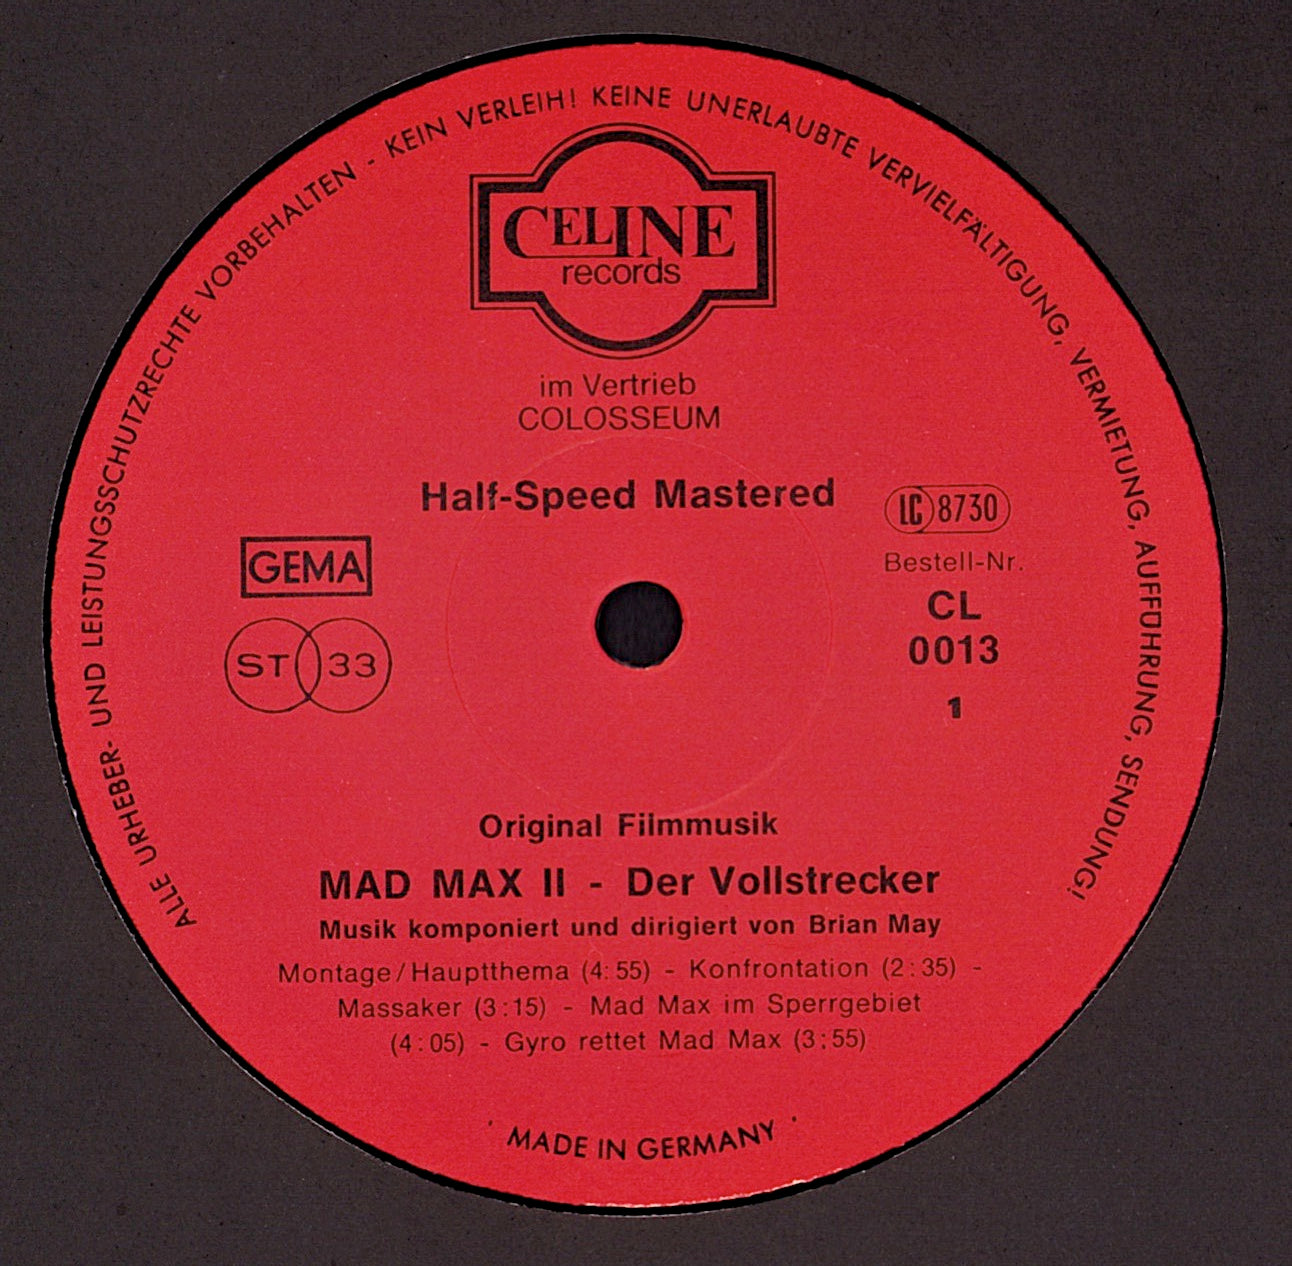 ALLE URHEBER- UND LEISTUNGSSCHUTZRECHTE VORBEHALTEN - KEIN VERLEIH! KEINE UNERLAUBTE VERVIELFÄLTIGUNG, VERMIETUNG, AUFFÜHRUNG, SENDUNG!
CELINE
records
im Vertrieb
COLOSSEUM
Half-Speed Mastered
LC 8730
Bestell-Nr.
CL
0013
1
GEMA
ST 33
Original Filmmusik
MAD MAX II - Der Vollstrecker
Musik komponiert und dirigiert von Brian May
Montage/Hauptthema (4:55) - Konfrontation (2:35) -
Massaker (3:15) - Mad Max im Sperrgebiet
(4:05) - Gyro rettet Mad Max (3:55)
MADE IN GERMANY